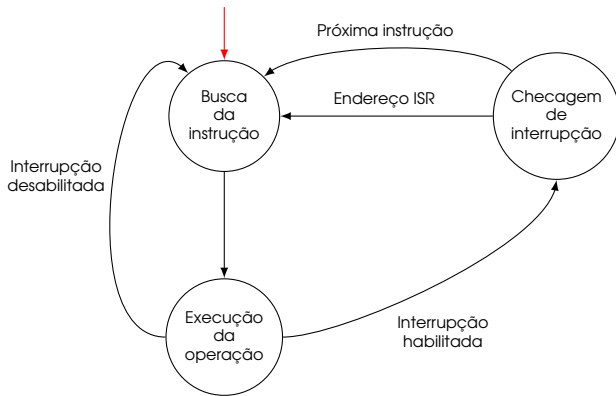 Próxima instrução
Busca
da
instrução
Endereço ISR
Checagem
de
interrupção
Interrupção
desabilitada
Execução
da
operação
Interrupção
habilitada